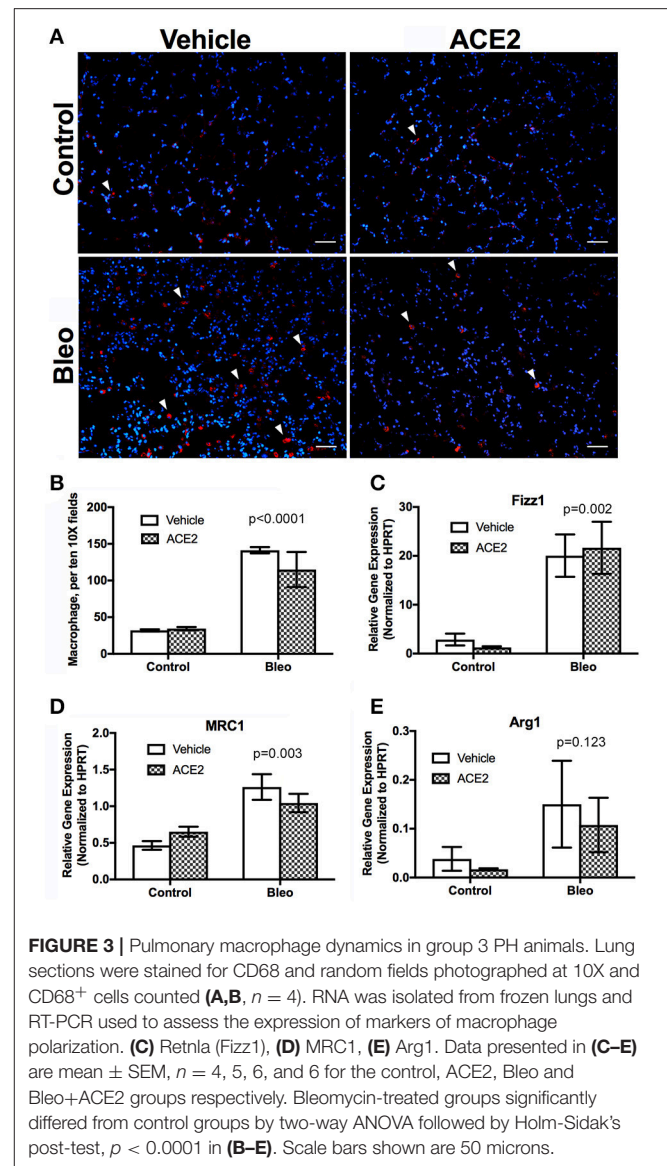 A
Vehicle
ACE2
Control
Bleo
B
Macrophage, per ten 10X fields
200
150
100
50
0
Vehicle
ACE2
p<0.0001
Control
Bleo
C
Fizz1
Relative Gene Expression
(Normalized to HPRT)
30
20
10
0
Vehicle
ACE2
p=0.002
Control
Bleo
D
MRC1
Relative Gene Expression
(Normalized to HPRT)
2.0
1.5
1.0
0.5
0.0
Vehicle
ACE2
p=0.003
Control
Bleo
E
Arg1
Relative Gene Expression
(Normalized to HPRT)
0.3
0.2
0.1
0.0
Vehicle
ACE2
p=0.123
Control
Bleo
FIGURE 3 | Pulmonary macrophage dynamics in group 3 PH animals. Lung
sections were stained for CD68 and random fields photographed at 10X and
CD68⁺ cells counted (A,B, n = 4). RNA was isolated from frozen lungs and
RT-PCR used to assess the expression of markers of macrophage
polarization. (C) Retnla (Fizz1), (D) MRC1, (E) Arg1. Data presented in (C–E)
are mean ± SEM, n = 4, 5, 6, and 6 for the control, ACE2, Bleo and
Bleo+ACE2 groups respectively. Bleomycin-treated groups significantly
differed from control groups by two-way ANOVA followed by Holm-Sidak's
post-test, p < 0.0001 in (B–E). Scale bars shown are 50 microns.